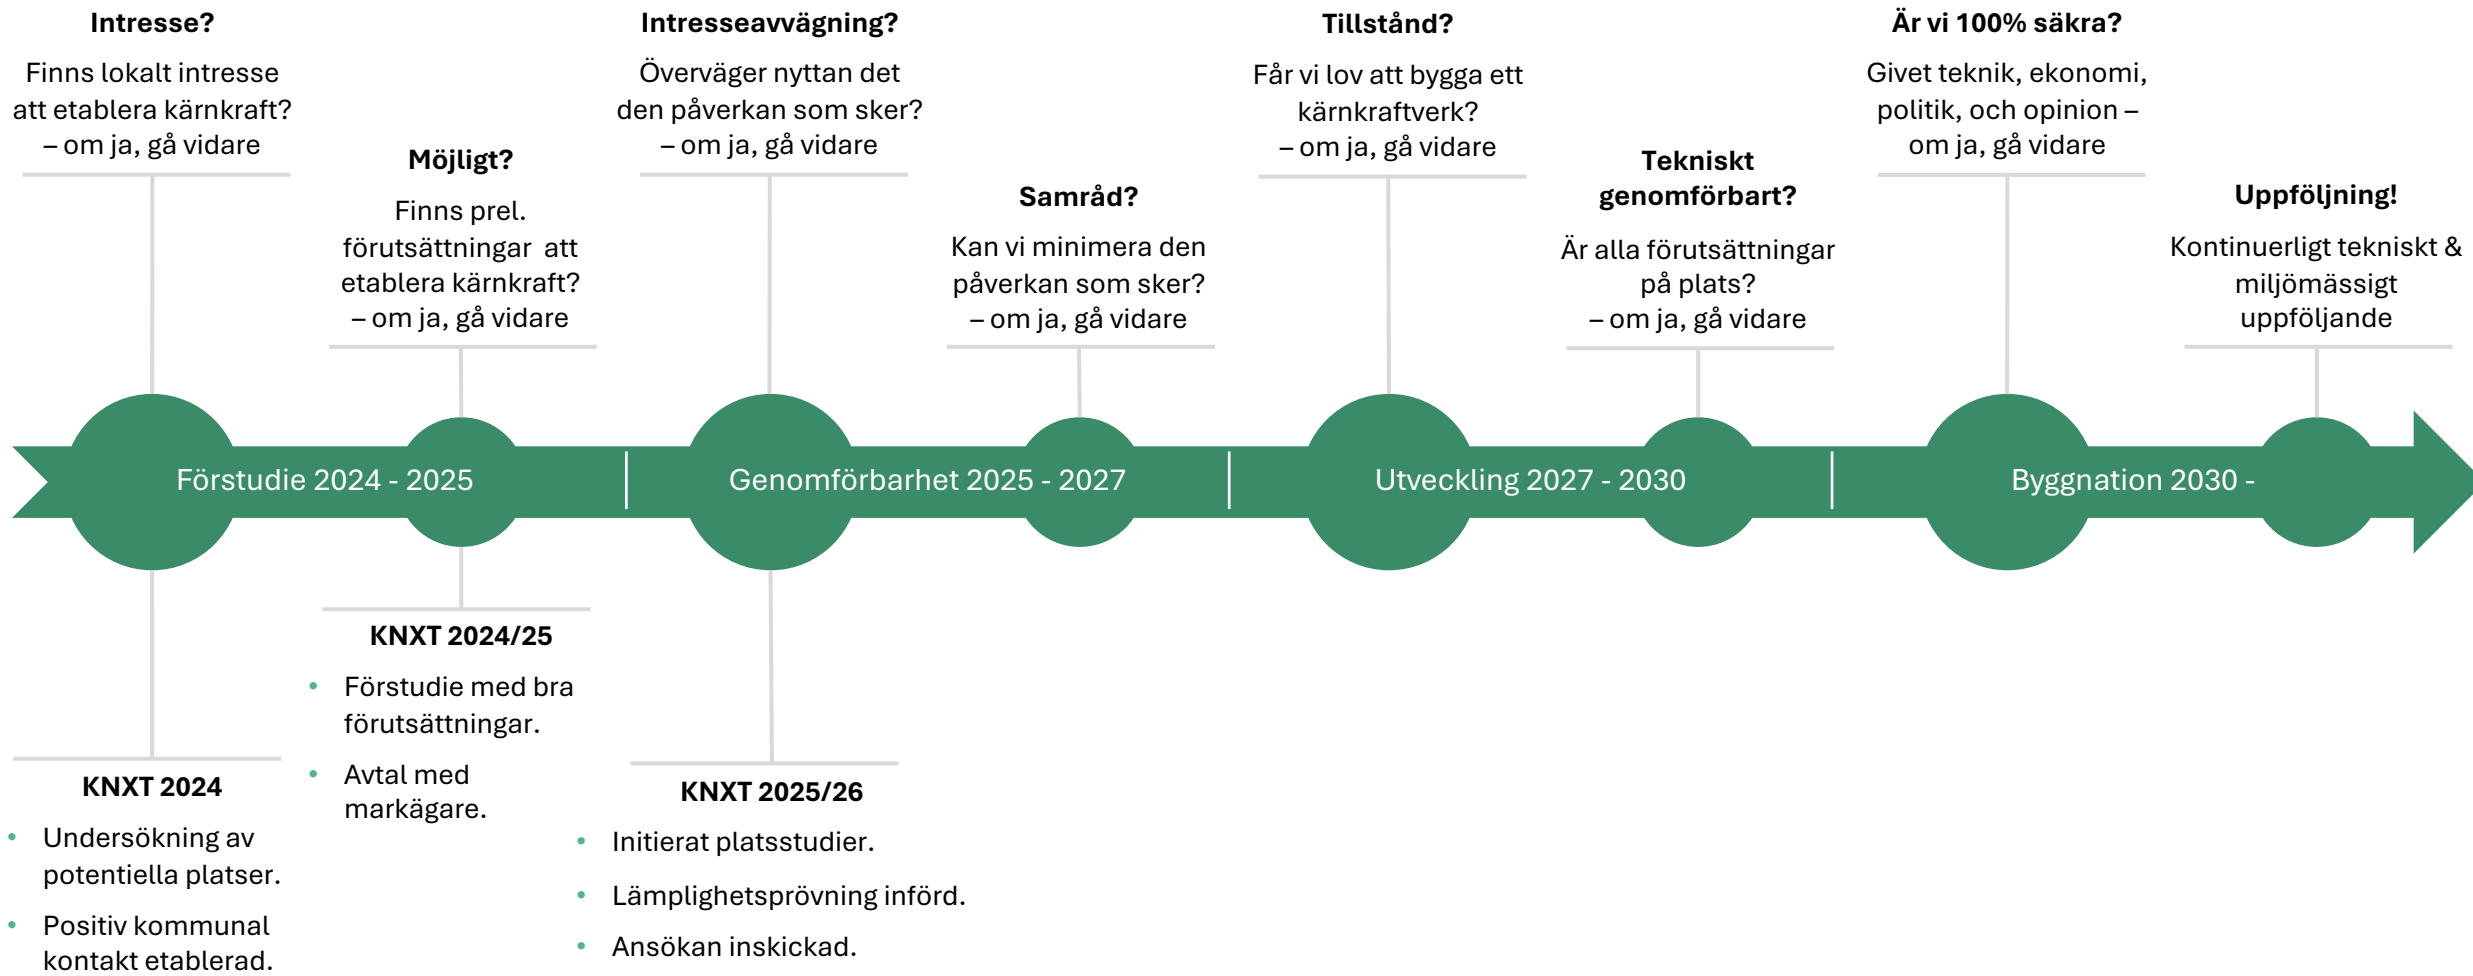 Intresse?
Finns lokalt intresse
att etablera kärnkraft?
– om ja, gå vidare
Möjligt?
Finns prel.
förutsättningar att
etablera kärnkraft?
– om ja, gå vidare
Intresseavvägning?
Överväger nyttan det
den påverkan som sker?
– om ja, gå vidare
Samråd?
Kan vi minimera den
påverkan som sker?
– om ja, gå vidare
Tillstånd?
Får vi lov att bygga ett
kärnkraftverk?
– om ja, gå vidare
Tekniskt
genomförbart?
Är alla förutsättningar
på plats?
– om ja, gå vidare
Är vi 100% säkra?
Givet teknik, ekonomi,
politik, och opinion –
om ja, gå vidare
Uppföljning!
Kontinuerligt tekniskt &
miljömässigt
uppföljande
Förstudie 2024 - 2025
Genomförbarhet 2025 - 2027
Utveckling 2027 - 2030
Byggnation 2030 -
KNXT 2024
• Undersökning av
potentiella platser.
• Positiv kommunal
kontakt etablerad.
KNXT 2024/25
• Förstudie med bra
förutsättningar.
• Avtal med
markägare.
KNXT 2025/26
• Initierat platsstudier.
• Lämplighetsprövning införd.
• Ansökan inskickad.